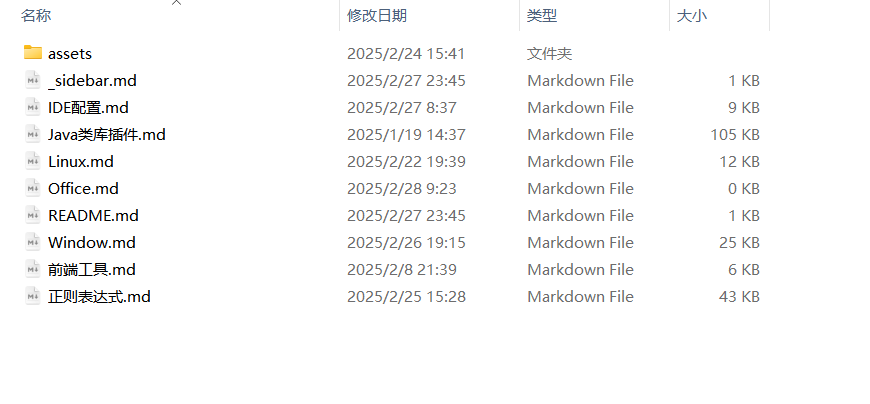 名称 修改日期 类型 大小
assets 2025/2/24 15:41 文件夹
_sidebar.md 2025/2/27 23:45 Markdown File 1 KB
IDE配置.md 2025/2/27 8:37 Markdown File 9 KB
Java类库插件.md 2025/1/19 14:37 Markdown File 105 KB
Linux.md 2025/2/22 19:39 Markdown File 12 KB
Office.md 2025/2/28 9:23 Markdown File 0 KB
README.md 2025/2/27 23:45 Markdown File 1 KB
Window.md 2025/2/26 19:15 Markdown File 25 KB
前端工具.md 2025/2/8 21:39 Markdown File 6 KB
正则表达式.md 2025/2/25 15:28 Markdown File 43 KB